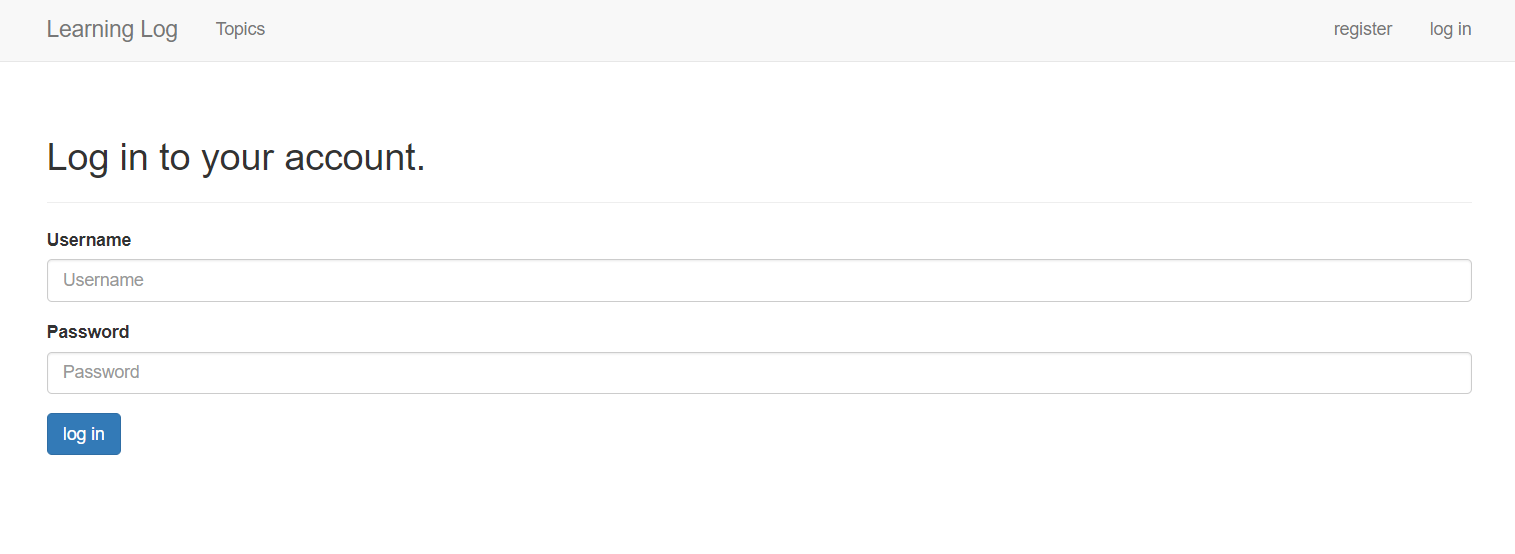 Learning Log Topics register log in
Log in to your account.
Username
Username
Password
Password
log in